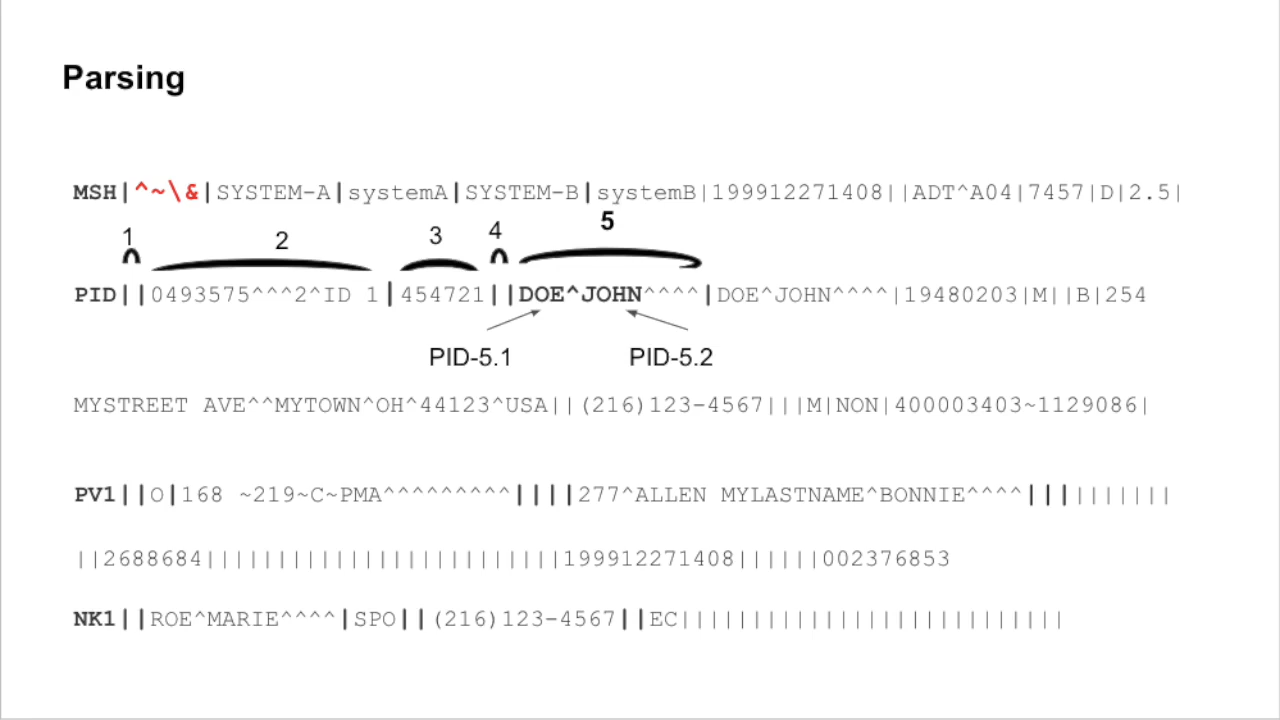 Parsing
MSH|^~\&|SYSTEM-A|systemA|SYSTEM-B|systemB|199912271408||ADT^A04|7457|D|2.5|
1 2 3 4 5
PID||0493575^^^2^ID 1|454721||DOE^JOHN^^^^|DOE^JOHN^^^^|19480203|M||B|254
PID-5.1 PID-5.2
MYSTREET AVE^^MYTOWN^OH^44123^USA||(216)123-4567|||M|NON|400003403~1129086|
PV1||O|168 ~219~C~PMA^^^^^^^^^||||277^ALLEN MYLASTNAME^BONNIE^^^^||||||||||
||2688684|||||||||||||||||||||||||199912271408||||||002376853
NK1||ROE^MARIE^^^^|SPO||(216)123-4567||EC|||||||||||||||||||||||||||